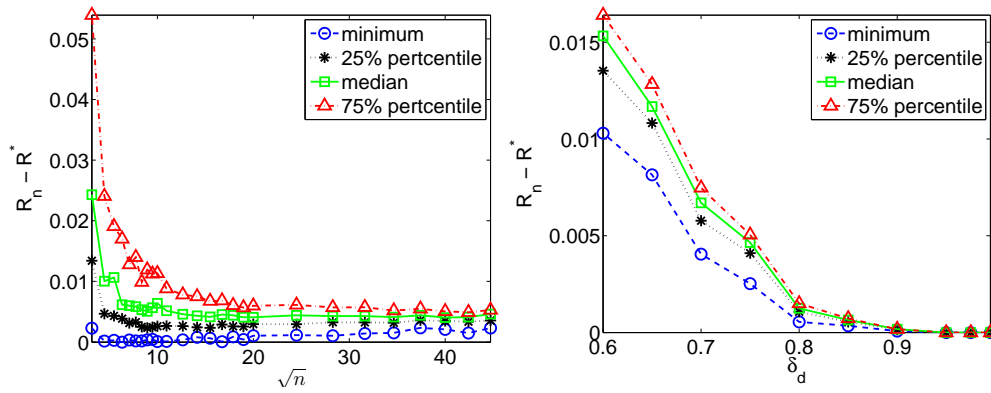 0.05
0.04
0.03
0.02
0.01
0
R_n − R^*
10
20
30
40
√n
minimum
25% pertcentile
median
75% pertcentile
0.015
0.01
0.005
0
R_n − R^*
0.6
0.7
0.8
0.9
δ_d
minimum
25% percentile
median
75% percentile